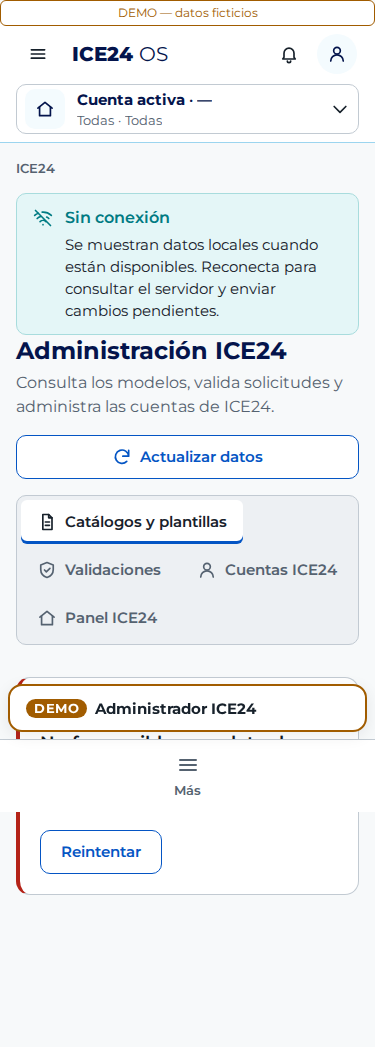 DEMO — datos ficticios
ICE24 OS
Cuenta activa · —
Todas · Todas
ICE24
Sin conexión
Se muestran datos locales cuando
están disponibles. Reconecta para
consultar el servidor y enviar
cambios pendientes.
Administración ICE24
Consulta los modelos, valida solicitudes y
administra las cuentas de ICE24.
Actualizar datos
Catálogos y plantillas
Validaciones
Cuentas ICE24
Panel ICE24
DEMO Administrador ICE24
Más
Reintentar